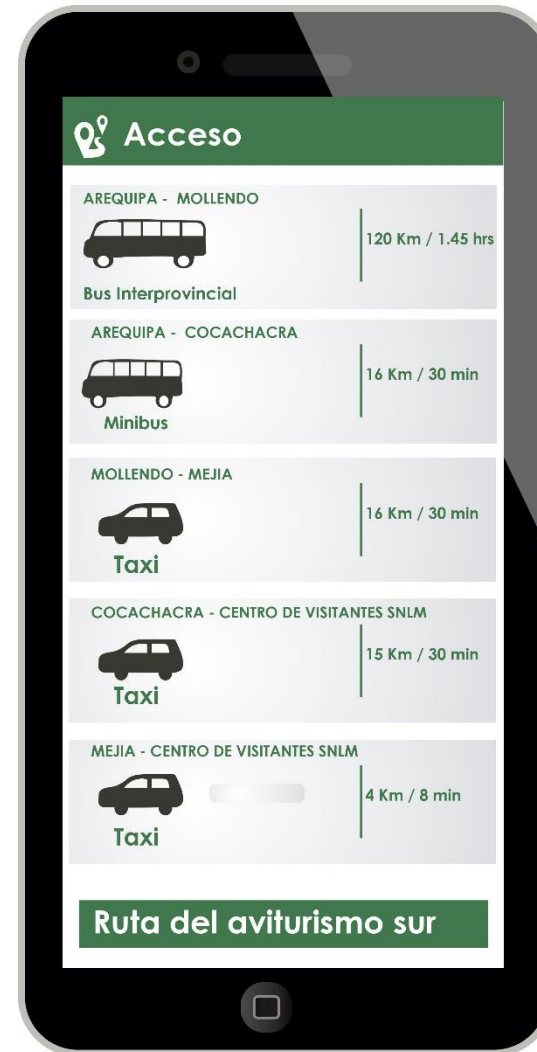 Acceso
AREQUIPA - MOLLENDO
120 Km / 1.45 hrs
Bus Interprovincial
AREQUIPA - COCACHACRA
16 Km / 30 min
Minibus
MOLLENDO - MEJIA
16 Km / 30 min
Taxi
COCACHACRA - CENTRO DE VISITANTES SNLM
15 Km / 30 min
Taxi
MEJIA - CENTRO DE VISITANTES SNLM
4 Km / 8 min
Taxi
Ruta del aviturismo sur